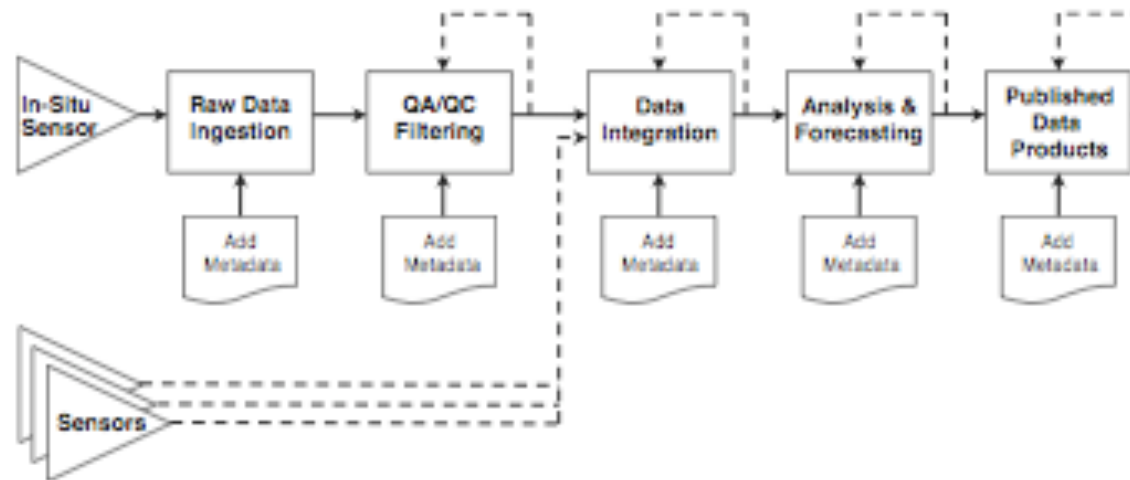 In-Situ
Sensor
Raw Data
Ingestion
QA/QC
Filtering
Data
Integration
Analysis &
Forecasting
Published
Data
Products
Add
Metadata
Add
Metadata
Add
Metadata
Add
Metadata
Add
Metadata
Sensors